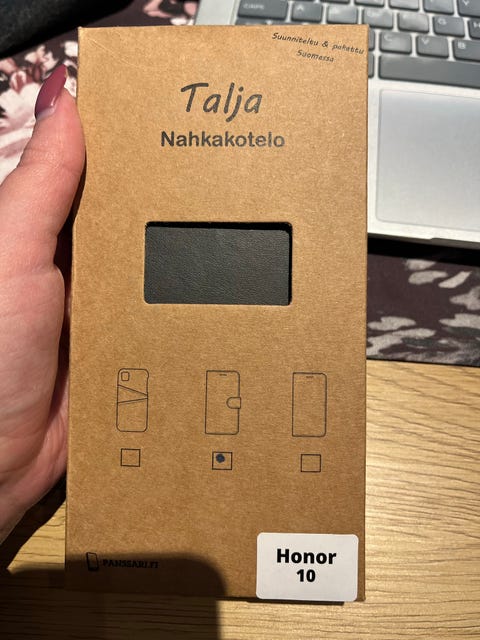 Suunniteltu & pakattu
Suomessa
Talja
Nahkakotelo
PANSSARI.FI
Honor
10